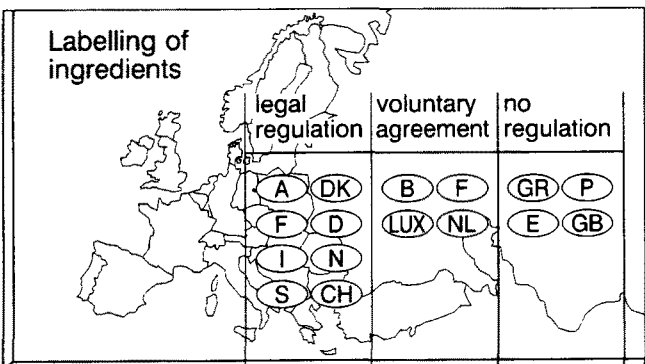 Labelling of
ingredients
legal voluntary no
regulation agreement regulation
A DK B F GR P
F D LUX NL E GB
I N
S CH